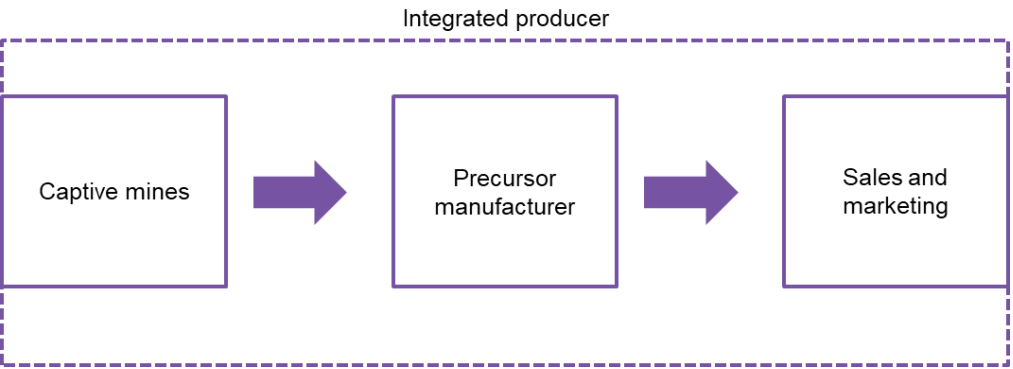 Integrated producer
Captive mines
Precursor
manufacturer
Sales and
marketing